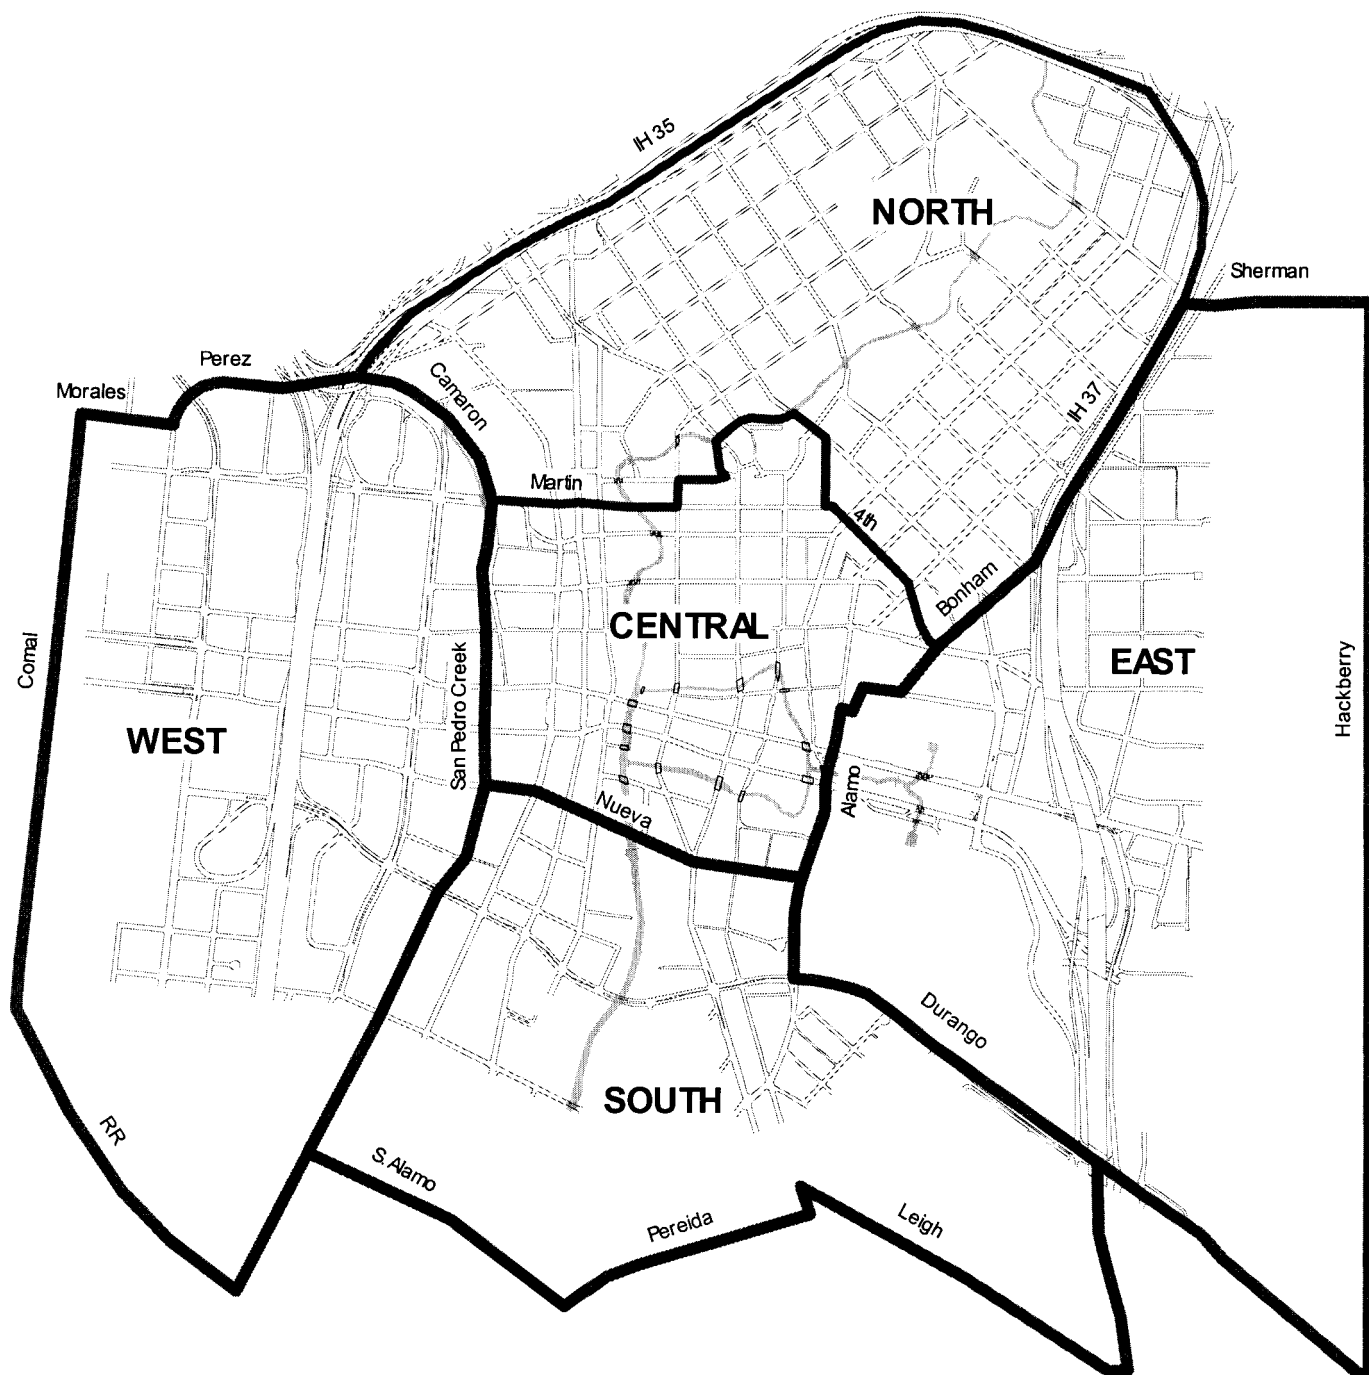 IH 35
NORTH
Sherman
Perez
Morales
Camaron
IH 37
Martin
4th
Bonham
CENTRAL
EAST
Comal
San Pedro Creek
Hackberry
WEST
Alamo
Nueva
Durango
SOUTH
RR
S. Alamo
Pereida
Leigh